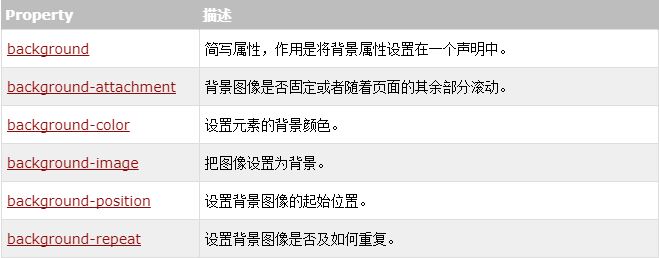 Property 描述
background 简写属性，作用是将背景属性设置在一个声明中。
background-attachment 背景图像是否固定或者随着页面的其余部分滚动。
background-color 设置元素的背景颜色。
background-image 把图像设置为背景。
background-position 设置背景图像的起始位置。
background-repeat 设置背景图像是否及如何重复。